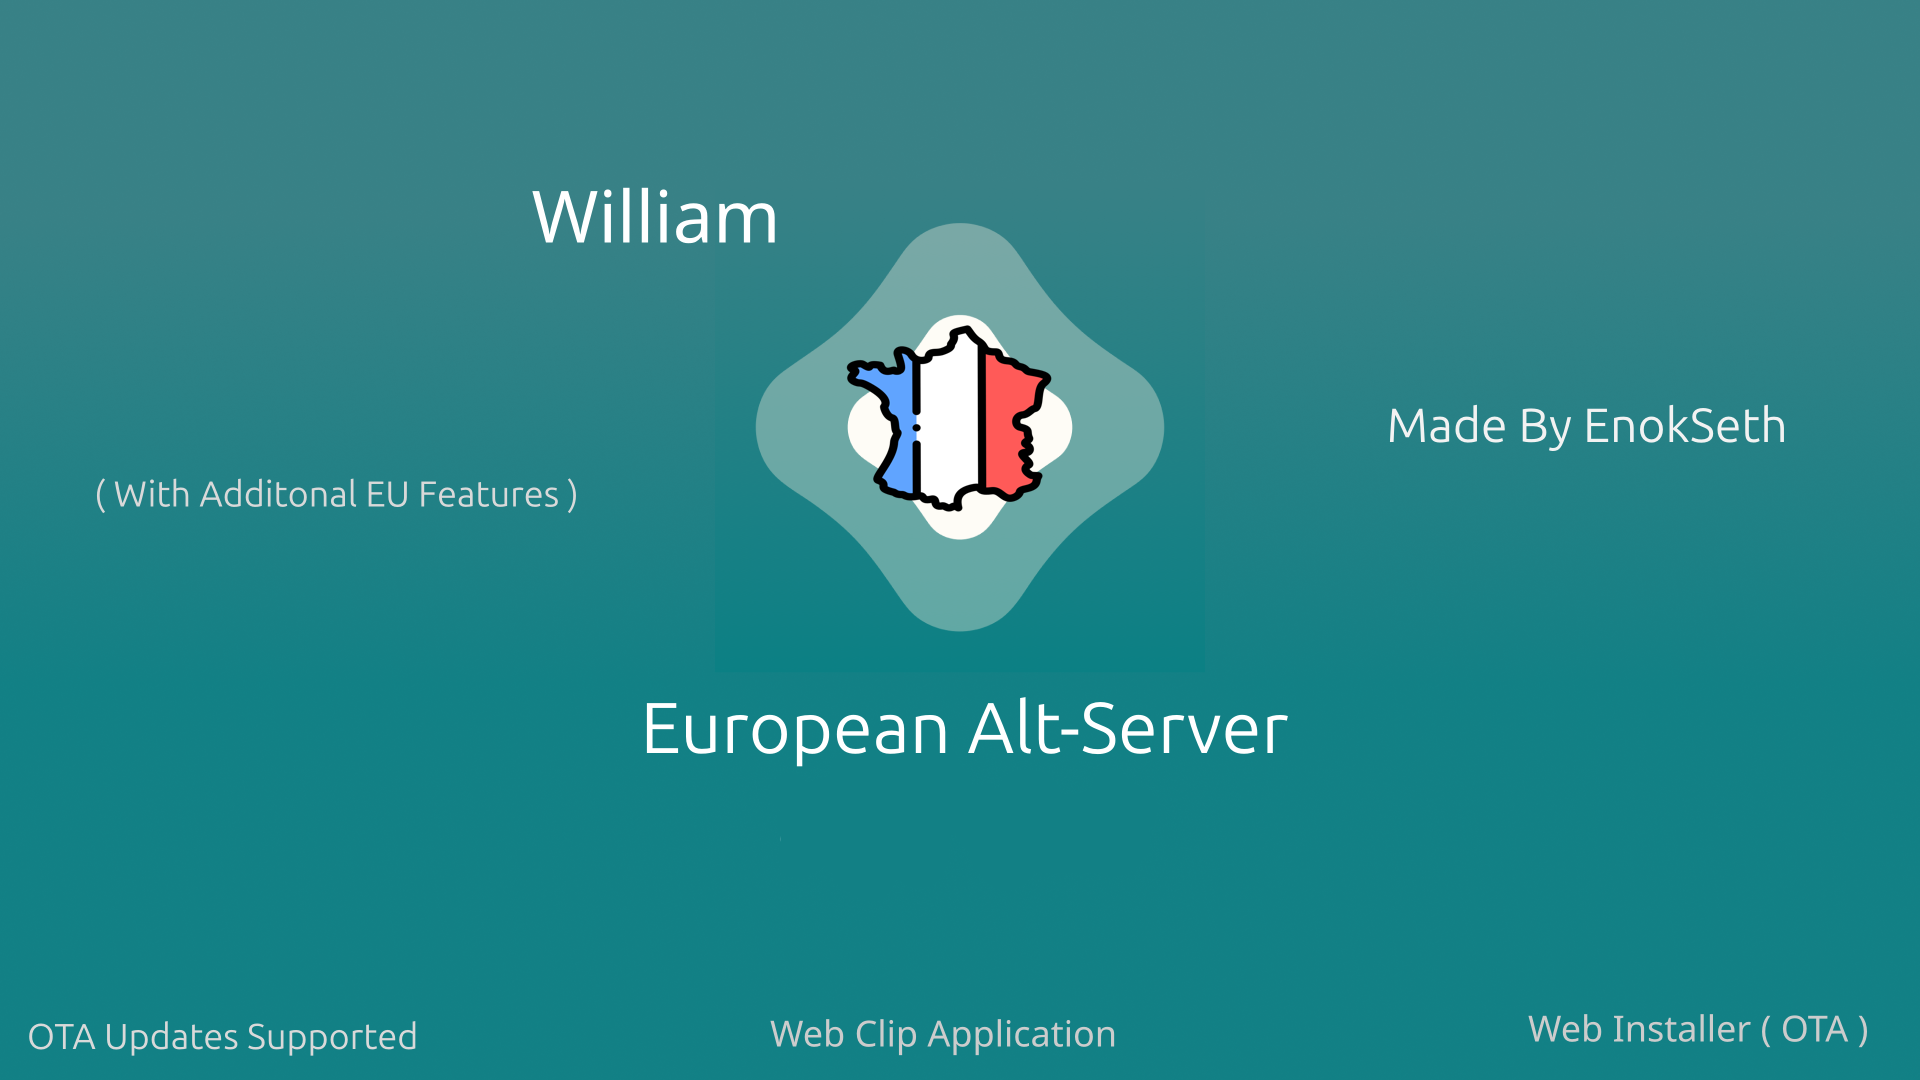 William
Made By EnokSeth
( With Additonal EU Features )
European Alt-Server
OTA Updates Supported
Web Clip Application
Web Installer ( OTA )